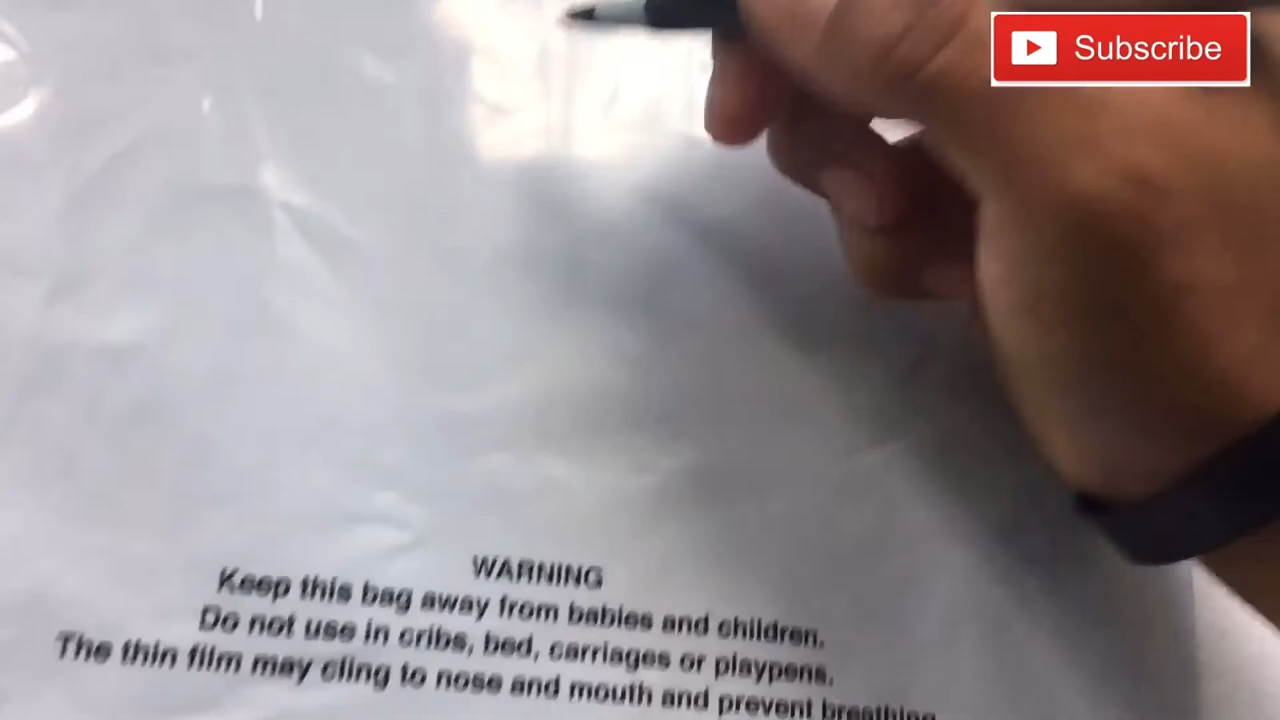 Subscribe
WARNING
Keep this bag away from babies and children.
Do not use in cribs, bed, carriages or playpens.
The thin film may cling to nose and mouth and prevent breathing